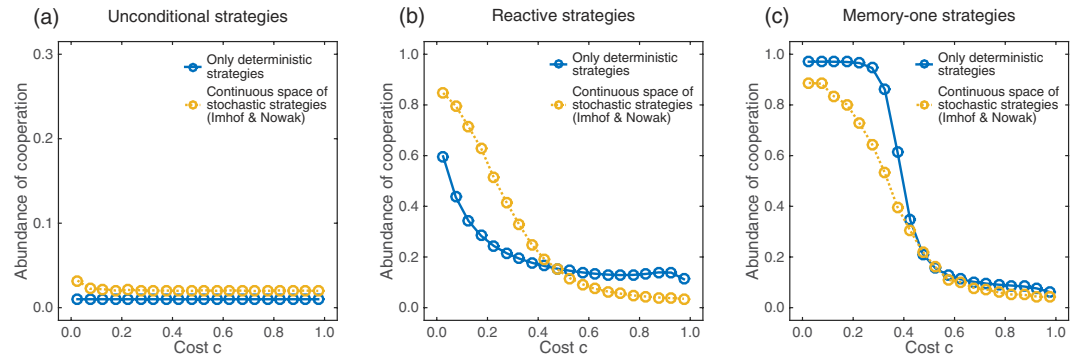 (a) Unconditional strategies
Abundance of cooperation
0.3
0.2
0.1
0.0
Only deterministic
strategies
Continuous space of
stochastic strategies
(Imhof & Nowak)
0.0 0.2 0.4 0.6 0.8 1.0
Cost c
(b) Reactive strategies
Abundance of cooperation
1.0
0.8
0.6
0.4
0.2
0.0
Only deterministic
strategies
Continuous space of
stochastic strategies
(Imhof & Nowak)
0.0 0.2 0.4 0.6 0.8 1.0
Cost c
(c) Memory-one strategies
Abundance of cooperation
1.0
0.8
0.6
0.4
0.2
0.0
Only deterministic
strategies
Continuous space of
stochastic strategies
(Imhof & Nowak)
0.0 0.2 0.4 0.6 0.8 1.0
Cost c